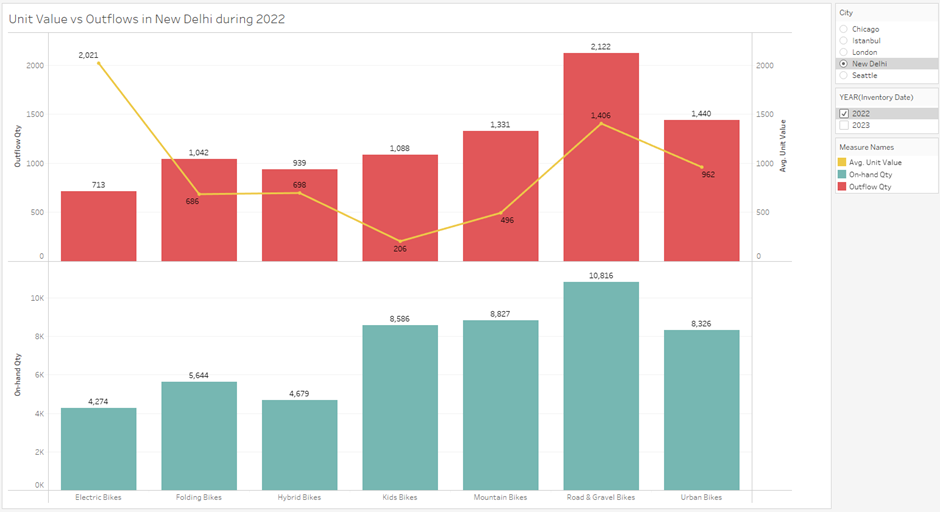 Unit Value vs Outflows in New Delhi during 2022
2000
1500
1000
500
0
Outflow Qty
2,021
713
1,042
686
939
698
1,088
206
1,331
496
2,122
1,406
1,440
962
2000
1500
1000
500
0
Avg. Unit Value
10K
8K
6K
4K
2K
0K
On-hand Qty
4,274
5,644
4,679
8,586
8,827
10,816
8,326
Electric Bikes
Folding Bikes
Hybrid Bikes
Kids Bikes
Mountain Bikes
Road & Gravel Bikes
Urban Bikes
City
Chicago
Istanbul
London
New Delhi
Seattle
YEAR(Inventory Date)
2022
2023
Measure Names
Avg. Unit Value
On-hand Qty
Outflow Qty